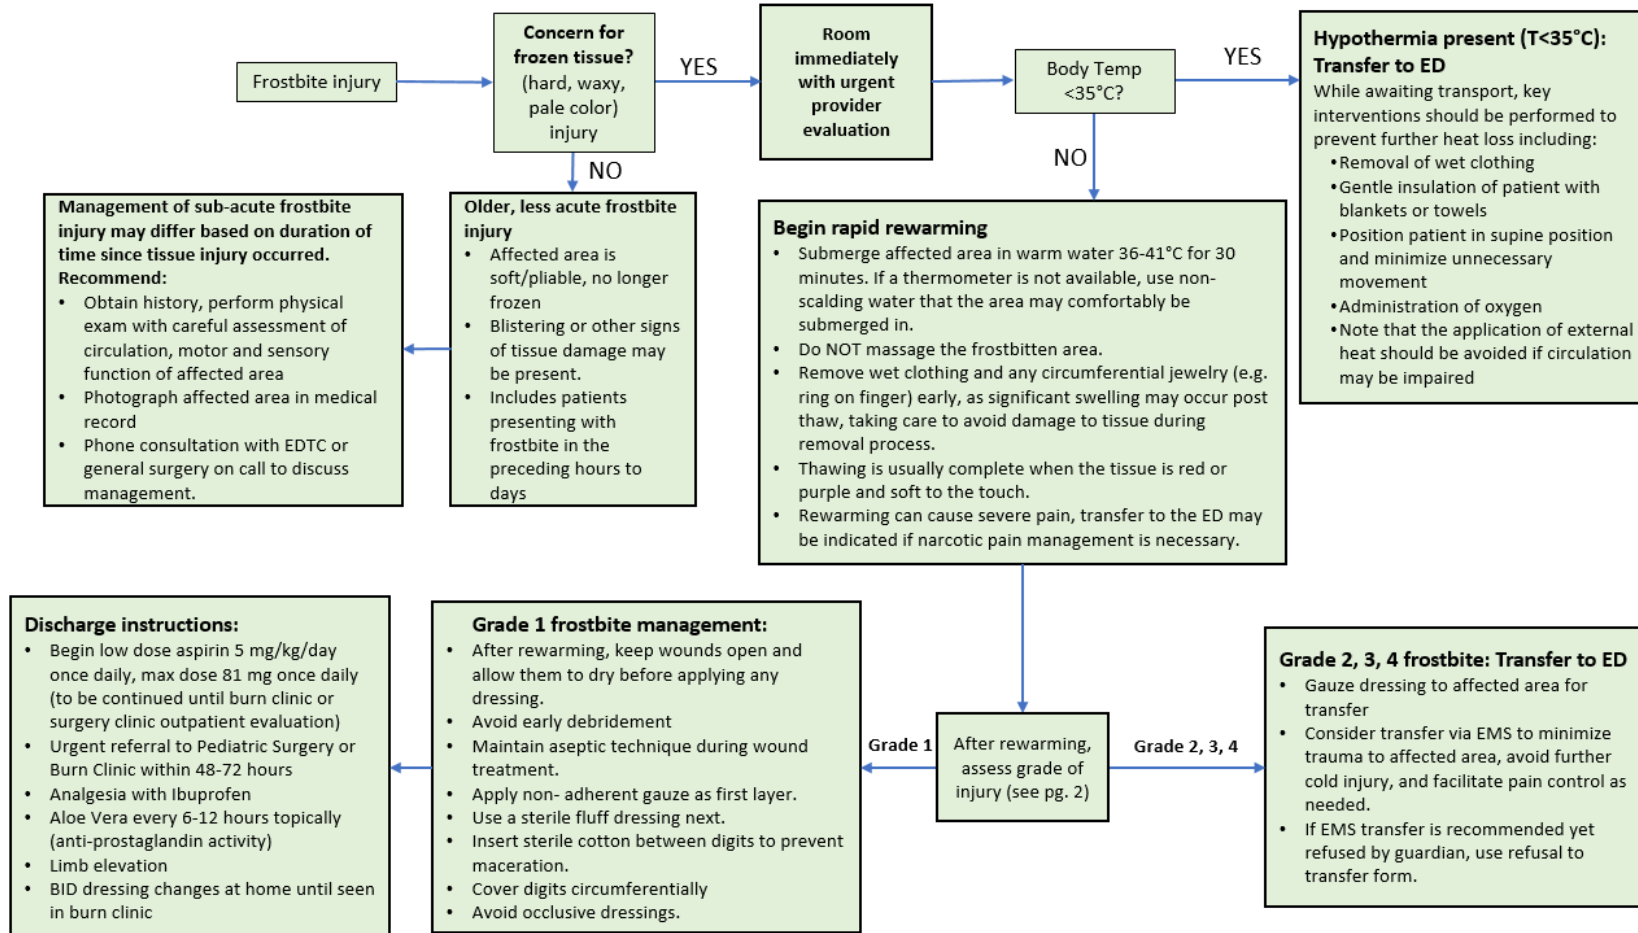 Frostbite injury
Concern for
frozen tissue?
(hard, waxy,
pale color)
injury
YES
NO
Room
immediately
with urgent
provider
evaluation
Body Temp
<35°C?
YES
NO
Hypothermia present (T<35°C):
Transfer to ED
While awaiting transport, key
interventions should be performed to
prevent further heat loss including:
•Removal of wet clothing
•Gentle insulation of patient with
blankets or towels
•Position patient in supine position
and minimize unnecessary
movement
•Administration of oxygen
•Note that the application of external
heat should be avoided if circulation
may be impaired
Management of sub-acute frostbite
injury may differ based on duration of
time since tissue injury occurred.
Recommend:
• Obtain history, perform physical
exam with careful assessment of
circulation, motor and sensory
function of affected area
• Photograph affected area in medical
record
• Phone consultation with EDTC or
general surgery on call to discuss
management.
Older, less acute frostbite
injury
• Affected area is
soft/pliable, no longer
frozen
• Blistering or other signs
of tissue damage may
be present.
• Includes patients
presenting with
frostbite in the
preceding hours to
days
Begin rapid rewarming
• Submerge affected area in warm water 36-41°C for 30
minutes. If a thermometer is not available, use non-
scalding water that the area may comfortably be
submerged in.
• Do NOT massage the frostbitten area.
• Remove wet clothing and any circumferential jewelry (e.g.
ring on finger) early, as significant swelling may occur post
thaw, taking care to avoid damage to tissue during
removal process.
• Thawing is usually complete when the tissue is red or
purple and soft to the touch.
• Rewarming can cause severe pain, transfer to the ED may
be indicated if narcotic pain management is necessary.
Discharge instructions:
• Begin low dose aspirin 5 mg/kg/day
once daily, max dose 81 mg once daily
(to be continued until burn clinic or
surgery clinic outpatient evaluation)
• Urgent referral to Pediatric Surgery or
Burn Clinic within 48-72 hours
• Analgesia with Ibuprofen
• Aloe Vera every 6-12 hours topically
(anti-prostaglandin activity)
• Limb elevation
• BID dressing changes at home until seen
in burn clinic
Grade 1 frostbite management:
• After rewarming, keep wounds open and
allow them to dry before applying any
dressing.
• Avoid early debridement
• Maintain aseptic technique during wound
treatment.
• Apply non- adherent gauze as first layer.
• Use a sterile fluff dressing next.
• Insert sterile cotton between digits to prevent
maceration.
• Cover digits circumferentially
• Avoid occlusive dressings.
Grade 1
After rewarming,
assess grade of
injury (see pg. 2)
Grade 2, 3, 4
Grade 2, 3, 4 frostbite: Transfer to ED
• Gauze dressing to affected area for
transfer
• Consider transfer via EMS to minimize
trauma to affected area, avoid further
cold injury, and facilitate pain control as
needed.
• If EMS transfer is recommended yet
refused by guardian, use refusal to
transfer form.